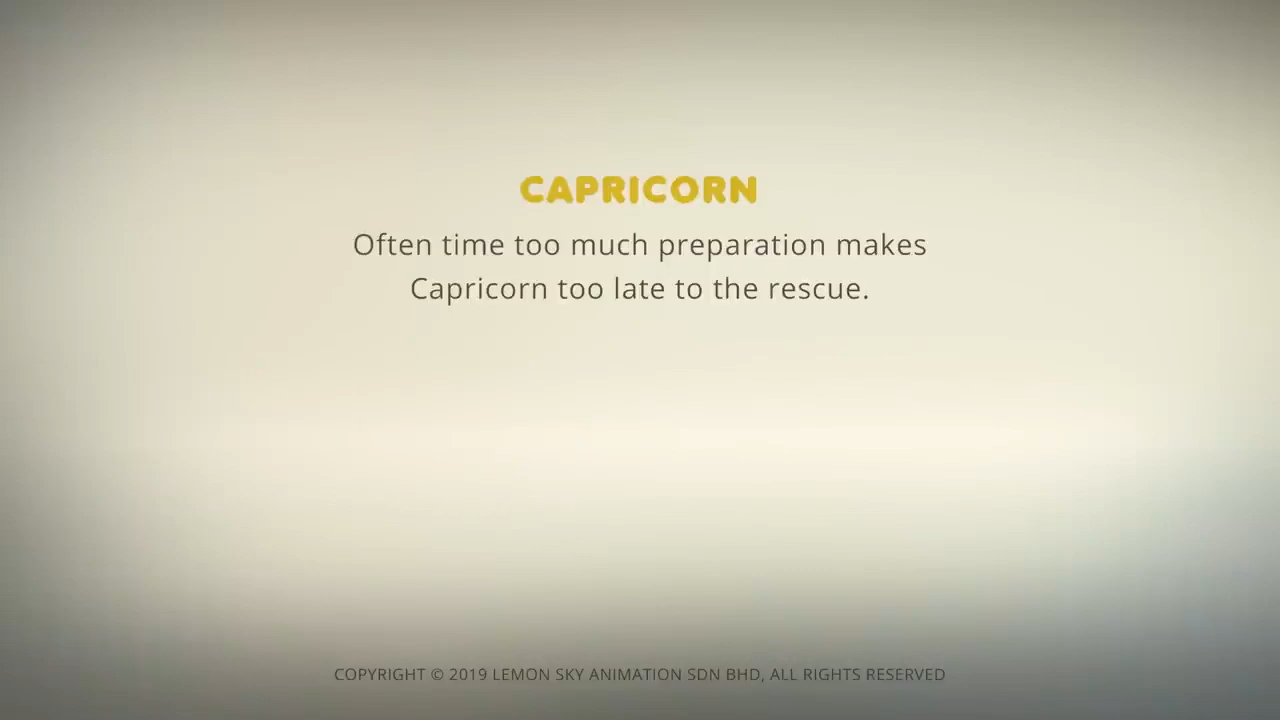 CAPRICORN
Often time too much preparation makes
Capricorn too late to the rescue.
COPYRIGHT © 2019 LEMON SKY ANIMATION SDN BHD, ALL RIGHTS RESERVED